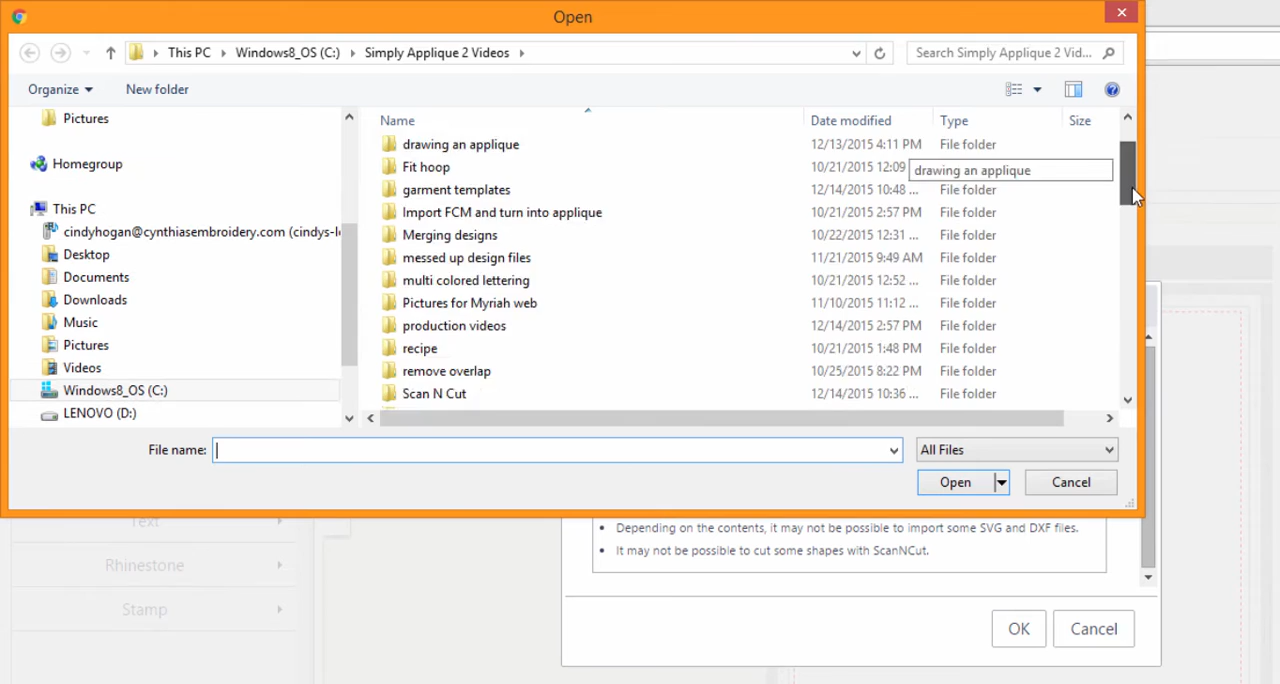 Open
This PC Windows8_OS (C:) Simply Applique 2 Videos Search Simply Applique 2 Vid...
Organize New folder
Name Date modified Type Size
Pictures
Homegroup
This PC
cindyhogan@cynthiasembroidery.com (cindys-l
Desktop
Documents
Downloads
Music
Pictures
Videos
Windows8_OS (C:)
LENOVO (D:)
drawing an applique 12/13/2015 4:11 PM File folder
Fit hoop 10/21/2015 12:09
drawing an applique
garment templates 12/14/2015 10:48 ... File folder
Import FCM and turn into applique 10/21/2015 2:57 PM File folder
Merging designs 10/22/2015 12:31 ... File folder
messed up design files 11/21/2015 9:49 AM File folder
multi colored lettering 10/21/2015 12:52 ... File folder
Pictures for Myriah web 11/10/2015 11:12 ... File folder
production videos 12/14/2015 2:57 PM File folder
recipe 10/21/2015 1:48 PM File folder
remove overlap 10/25/2015 8:22 PM File folder
Scan N Cut 12/14/2015 10:36 ... File folder
File name: All Files
Open Cancel
Text
Rhinestone
Stamp
• Depending on the contents, it may not be possible to import some SVG and DXF files.
• It may not be possible to cut some shapes with ScanNCut.
OK Cancel